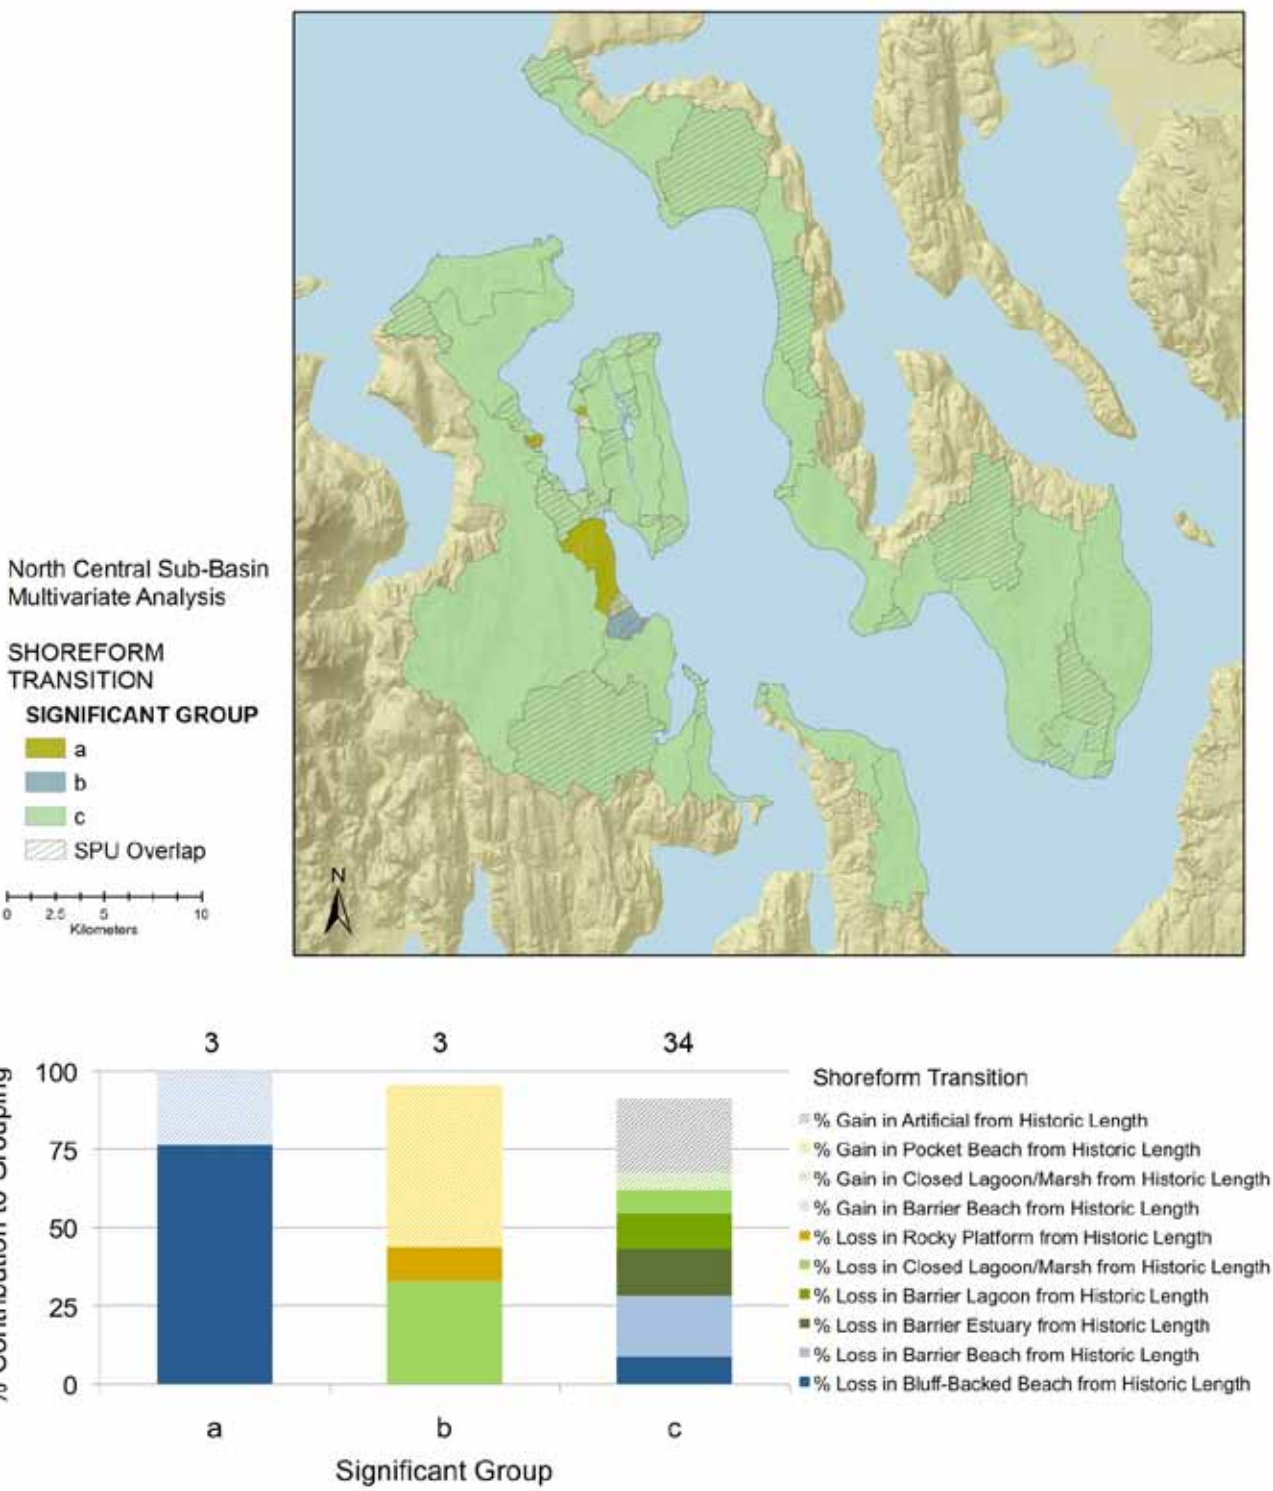 North Central Sub-Basin
Multivariate Analysis
SHOREFORM
TRANSITION
SIGNIFICANT GROUP
a
b
c
SPU Overlap
N
0 2.5 5 10
Kilometers
3 3 34
% Contribution to Grouping
100
75
50
25
0
a b c
Significant Group
Shoreform Transition
% Gain in Artificial from Historic Length
% Gain in Pocket Beach from Historic Length
% Gain in Closed Lagoon/Marsh from Historic Length
% Gain in Barrier Beach from Historic Length
% Loss in Rocky Platform from Historic Length
% Loss in Closed Lagoon/Marsh from Historic Length
% Loss in Barrier Lagoon from Historic Length
% Loss in Barrier Estuary from Historic Length
% Loss in Barrier Beach from Historic Length
% Loss in Bluff-Backed Beach from Historic Length